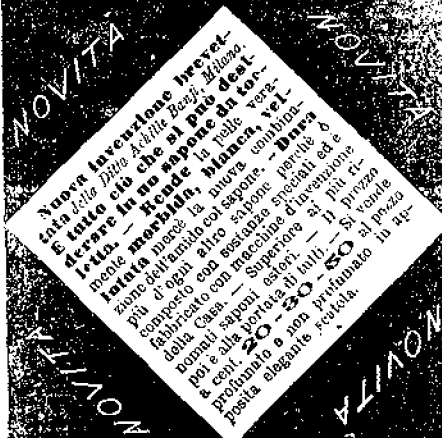 NOVITÀ
NOVITÀ
Nuova invenzione brevet-
tata della Ditta Achille Banfi, Milano.
È tutto ciò che si può desi-
derare in un sapone da toe-
letta. — Rende la pelle vera-
mente morbida, bianca, vel-
lutata mercè la nuova combina-
zione dell'amido col sapone. — Dura
più d'ogni altro sapone perchè è
composto con sostanze speciali ed è
fabbricato con macchine d'invenzione
della Casa. — Superiore ai più ri-
nomati saponi esteri. — Il prezzo
poi è alla portata di tutti. — Si vende
a cent. 20-30-50 al pezzo
profumato e non profumato in ap-
posita elegante scatola.
NOVITÀ
NOVITÀ